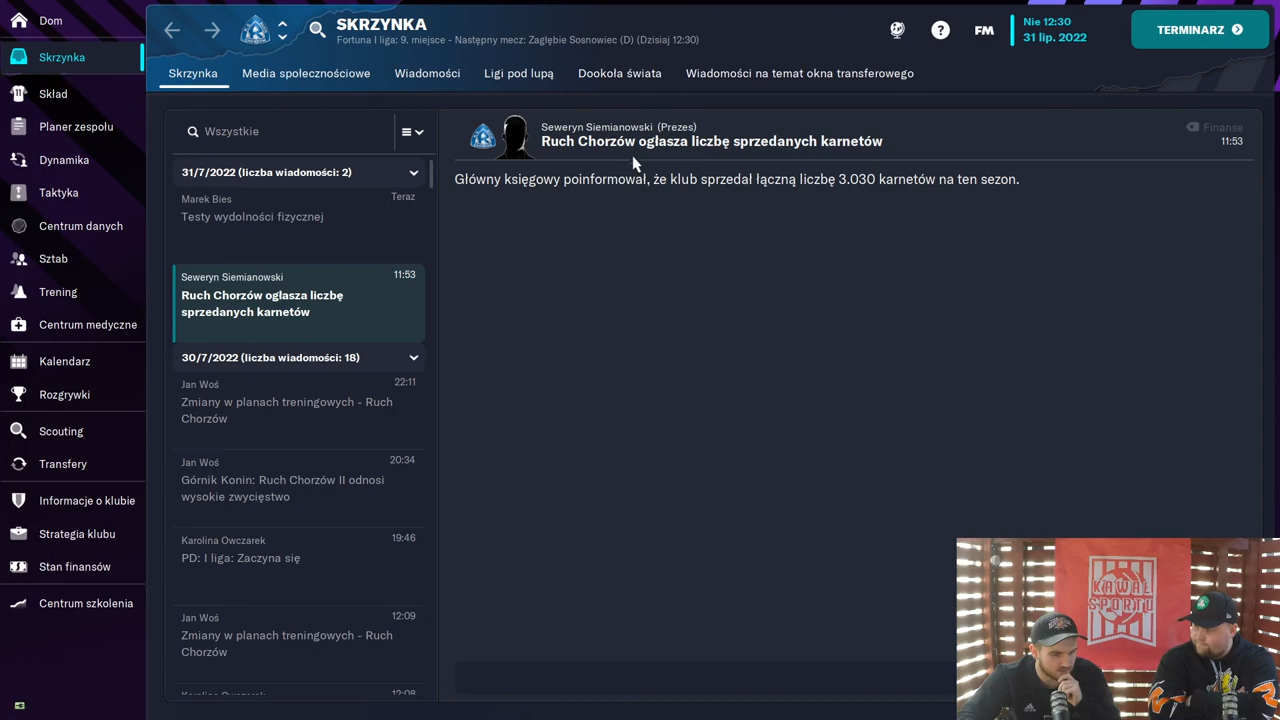 Dom
Skrzynka
Skład
Planer zespołu
Dynamika
Taktyka
Centrum danych
Sztab
Trening
Centrum medyczne
Kalendarz
Rozgrywki
Scouting
Transfery
Informacje o klubie
Strategia klubu
Stan finansów
Centrum szkolenia
SKRZYNKA
Fortuna I liga: 9. miejsce - Następny mecz: Zagłębie Sosnowiec (D) (Dzisiaj 12:30)
FM
Nie 12:30
31 lip. 2022
TERMINARZ
Skrzynka Media społecznościowe Wiadomości Ligi pod lupą Dookoła świata Wiadomości na temat okna transferowego
Wszystkie
31/7/2022 (liczba wiadomości: 2)
Marek Bies Teraz
Testy wydolności fizycznej
Seweryn Siemianowski 11:53
Ruch Chorzów ogłasza liczbę
sprzedanych karnetów
30/7/2022 (liczba wiadomości: 18)
Jan Woś 22:11
Zmiany w planach treningowych - Ruch
Chorzów
Jan Woś 20:34
Górnik Konin: Ruch Chorzów II odnosi
wysokie zwycięstwo
Karolina Owczarek 19:46
PD: I liga: Zaczyna się
Jan Woś 12:09
Zmiany w planach treningowych - Ruch
Chorzów
Karolina Owczarek 12:08
Seweryn Siemianowski (Prezes)
Ruch Chorzów ogłasza liczbę sprzedanych karnetów
Finanse
11:53
Główny księgowy poinformował, że klub sprzedał łączną liczbę 3.030 karnetów na ten sezon.
KAWAŁ
SPORTU